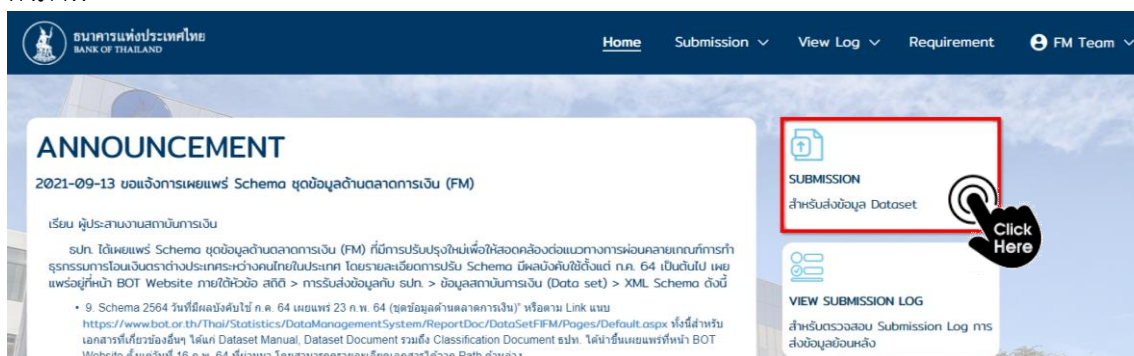 ธนาคารแห่งประเทศไทย
BANK OF THAILAND
Home Submission View Log Requirement FM Team
ANNOUNCEMENT
2021-09-13 ขอแจ้งการเผยแพร่ Schema ชุดข้อมูลด้านตลาดการเงิน (FM)
เรียน ผู้ประสานงานสถาบันการเงิน
ธปท. ได้เผยแพร่ Schema ชุดข้อมูลด้านตลาดการเงิน (FM) ที่มีการปรับปรุงใหม่เพื่อให้สอดคล้องต่อแนวทางการผ่อนคลายเกณฑ์การทำ
ธุรกรรมการโอนเงินตราต่างประเทศระหว่างคนไทยในประเทศ โดยรายละเอียดการปรับ Schema มีผลบังคับใช้ตั้งแต่ ก.ค. 64 เป็นต้นไป เผย
แพร่อยู่ที่หน้า BOT Website ภายใต้หัวข้อ สถิติ > การรับส่งข้อมูลกับ ธปท. > ข้อมูลสถาบันการเงิน (Data set) > XML Schema ดังนี้
• 9. Schema 2564 วันที่มีผลบังคับใช้ ก.ค. 64 เผยแพร่ 23 ก.พ. 64 (ชุดข้อมูลด้านตลาดการเงิน)" หรือตาม Link แนบ
https://www.bot.or.th/Thai/Statistics/DataManagementSystem/ReportDoc/DataSetFIFM/Pages/Default.aspx ทั้งนี้สำหรับ
เอกสารที่เกี่ยวข้องอื่นๆ ได้แก่ Dataset Manual, Dataset Document รวมถึง Classification Document ธปท. ได้นำขึ้นเผยแพร่ที่หน้า BOT
SUBMISSION
สำหรับส่งข้อมูล Dataset
Click
Here
VIEW SUBMISSION LOG
สำหรับตรวจสอบ Submission Log การ
ส่งข้อมูลย้อนหลัง